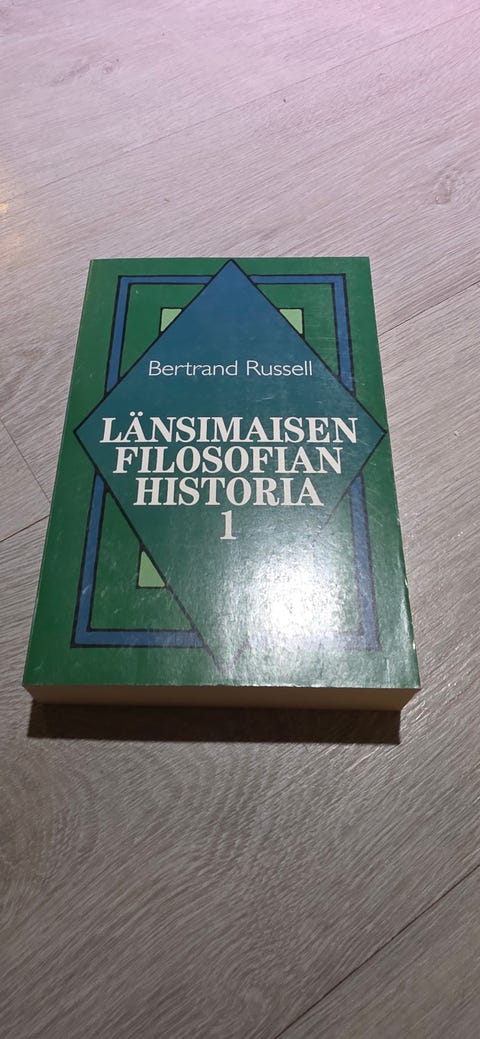 Bertrand Russell
LÄNSIMAISEN
FILOSOFIAN
HISTORIA
1